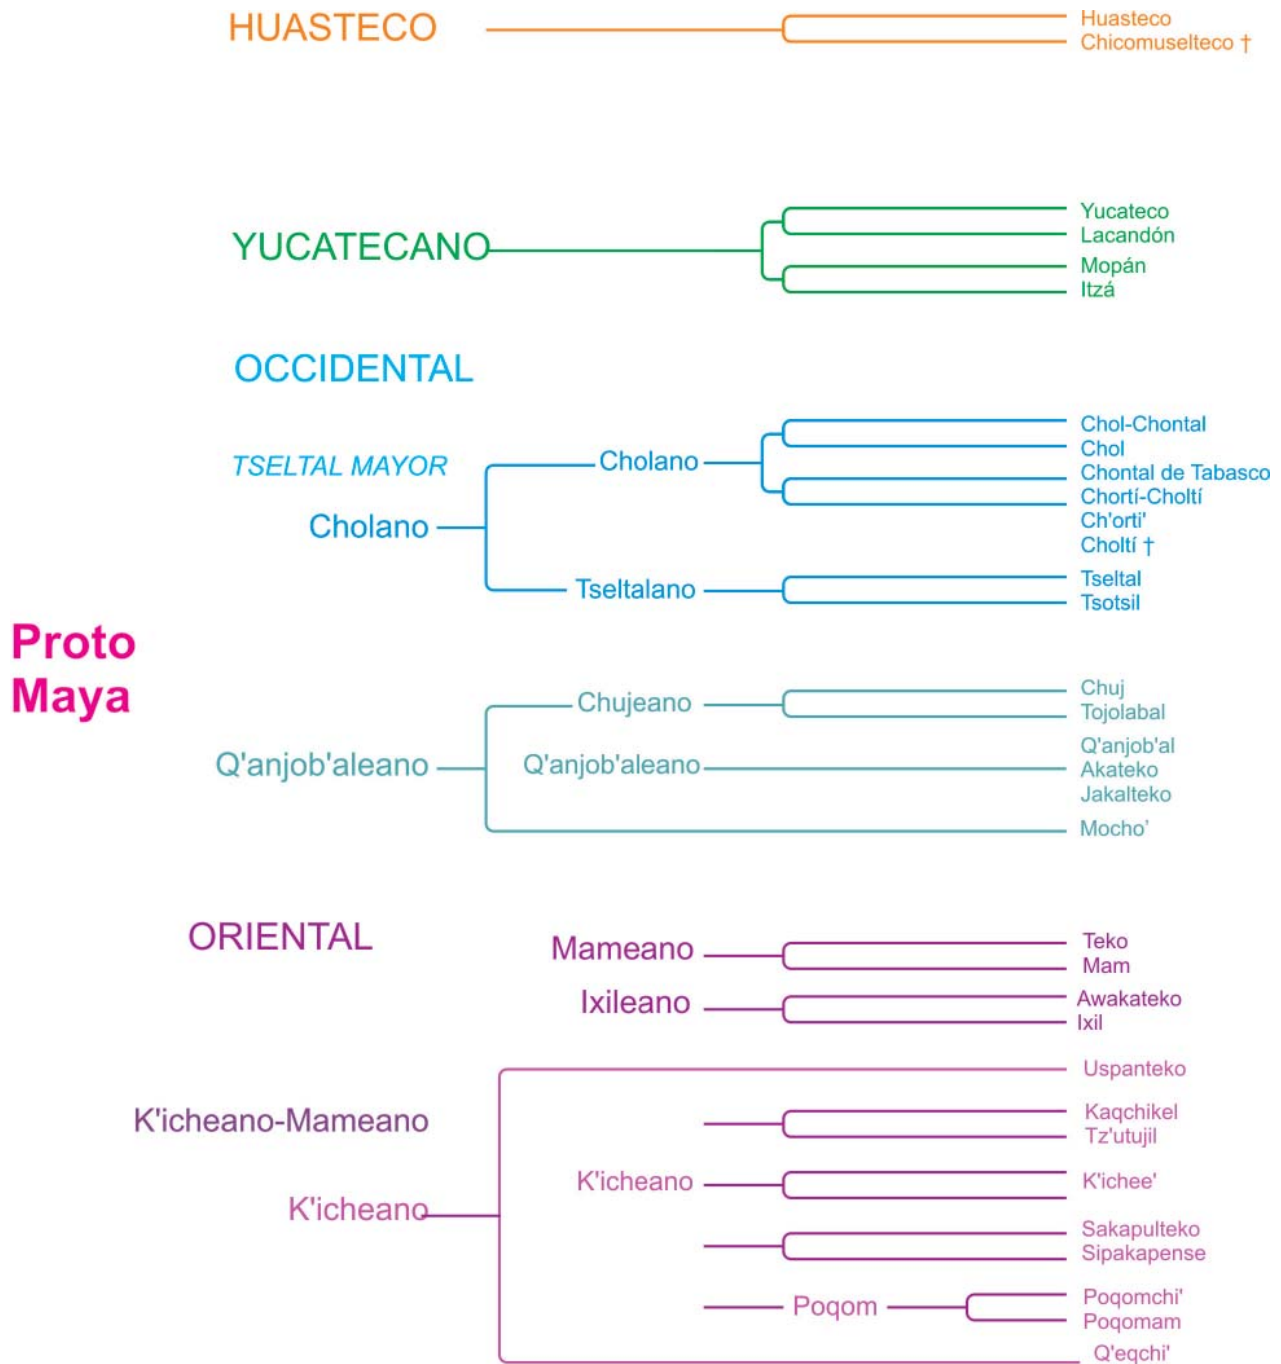 HUASTECO
Huasteco
Chicomuselteco †
YUCATECANO
Yucateco
Lacandón
Mopán
Itzá
OCCIDENTAL
TSELTAL MAYOR
Cholano
Cholano
Chol-Chontal
Chol
Chontal de Tabasco
Chortí-Choltí
Ch'orti'
Choltí †
Tseltalano
Tseltal
Tsotsil
Proto
Maya
Q'anjob'aleano
Chujeano
Chuj
Tojolabal
Q'anjob'aleano
Q'anjob'al
Akateko
Jakalteko
Mocho’
ORIENTAL
Mameano
Teko
Mam
Ixileano
Awakateko
Ixil
K'icheano-Mameano
K'icheano
Uspanteko
Kaqchikel
Tz'utujil
K'icheano
K'ichee'
Sakapulteko
Sipakapense
Poqom
Poqomchi'
Poqomam
Q'eqchi'